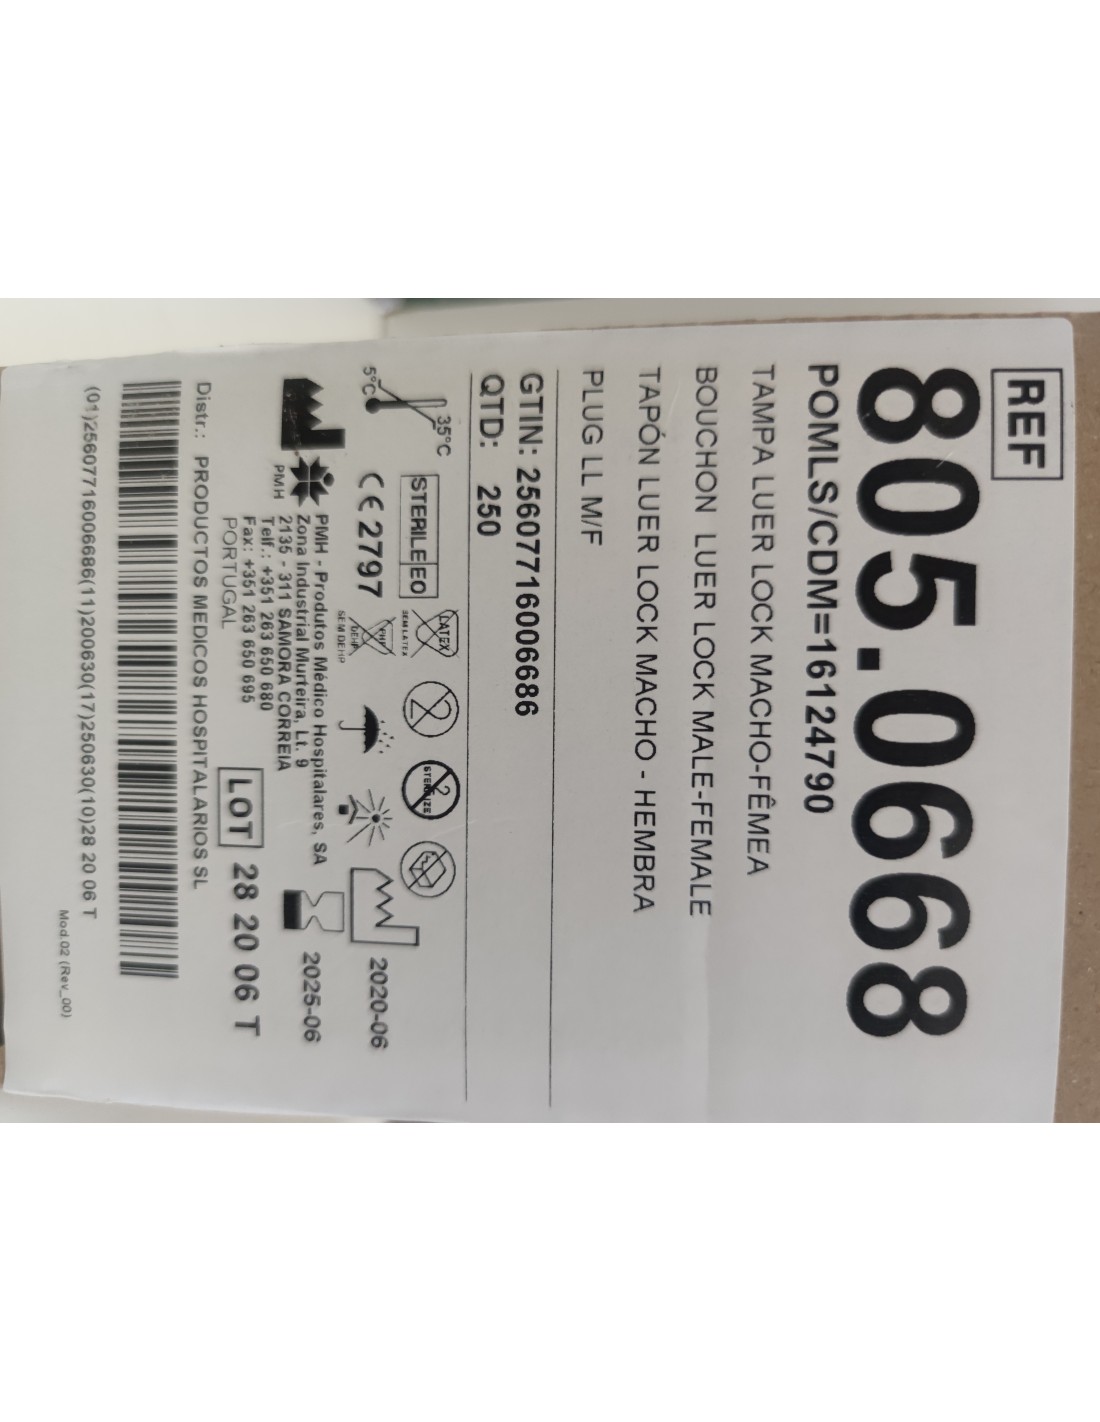 REF
805.0668
POMLS/CDM=16124790
TAMPA LUER LOCK MACHO-FÊMEA
BOUCHON LUER LOCK MALE-FEMALE
TAPÓN LUER LOCK MACHO - HEMBRA
PLUG LL M/F
GTIN: 25607716006686
QTD: 250
5°C 35°C
STERILE EO
LATEX
SEM LATEX
2
2
STERILIZE
CE 2797
PHT
DEHP
SEM DEHP
2020-06
2025-06
PMH
PMH - Produtos Médico Hospitalares, SA
Zona Industrial Murteira, Lt. 9
2135 - 311 SAMORA CORREIA
Telf.: +351 263 650 680
Fax: +351 263 650 695
PORTUGAL
LOT 28 20 06 T
Distr.: PRODUCTOS MEDICOS HOSPITALARIOS SL
(01)25607716006686(11)200630(17)250630(10)28 20 06 T
Mod.02 (Rev_00)